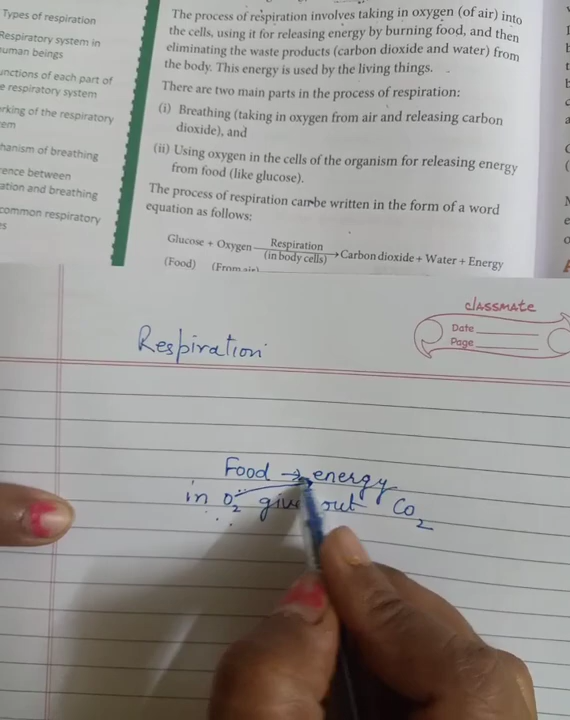 Types of respiration
Respiratory system in
uman beings
unctions of each part of
e respiratory system
rking of the respiratory
em
hanism of breathing
rence between
ation and breathing
common respiratory
s
The process of respiration involves taking in oxygen (of air) into
the cells, using it for releasing energy by burning food, and then
eliminating the waste products (carbon dioxide and water) from
the body. This energy is used by the living things.
There are two main parts in the process of respiration:
(i) Breathing (taking in oxygen from air and releasing carbon
dioxide), and
(ii) Using oxygen in the cells of the organism for releasing energy
from food (like glucose).
The process of respiration can be written in the form of a word
equation as follows:
Glucose + Oxygen Respiration (in body cells) → Carbon dioxide + Water + Energy
(Food) (From air)
classmate
Date
Page
Respiration
Food → energy
in O2 give out CO2